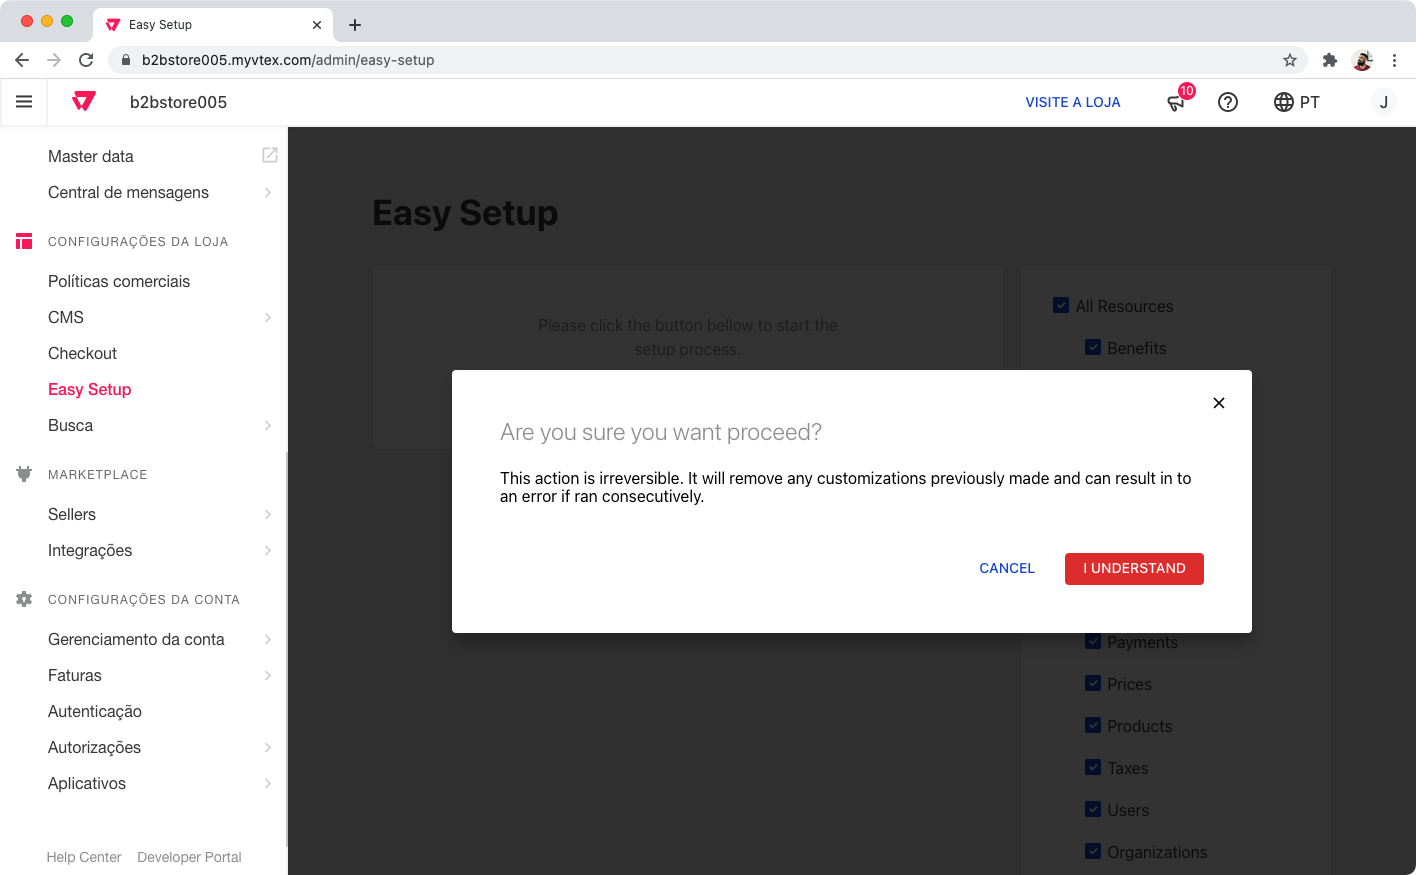 Easy Setup
b2bstore005.myvtex.com/admin/easy-setup
b2bstore005
VISITE A LOJA
10
PT
J
Master data
Central de mensagens
CONFIGURAÇÕES DA LOJA
Políticas comerciais
CMS
Checkout
Easy Setup
Busca
MARKETPLACE
Sellers
Integrações
CONFIGURAÇÕES DA CONTA
Gerenciamento da conta
Faturas
Autenticação
Autorizações
Aplicativos
Help Center Developer Portal
Easy Setup
Please click the button bellow to start the
setup process.
All Resources
Benefits
Are you sure you want proceed?
This action is irreversible. It will remove any customizations previously made and can result in to
an error if ran consecutively.
CANCEL
I UNDERSTAND
Payments
Prices
Products
Taxes
Users
Organizations